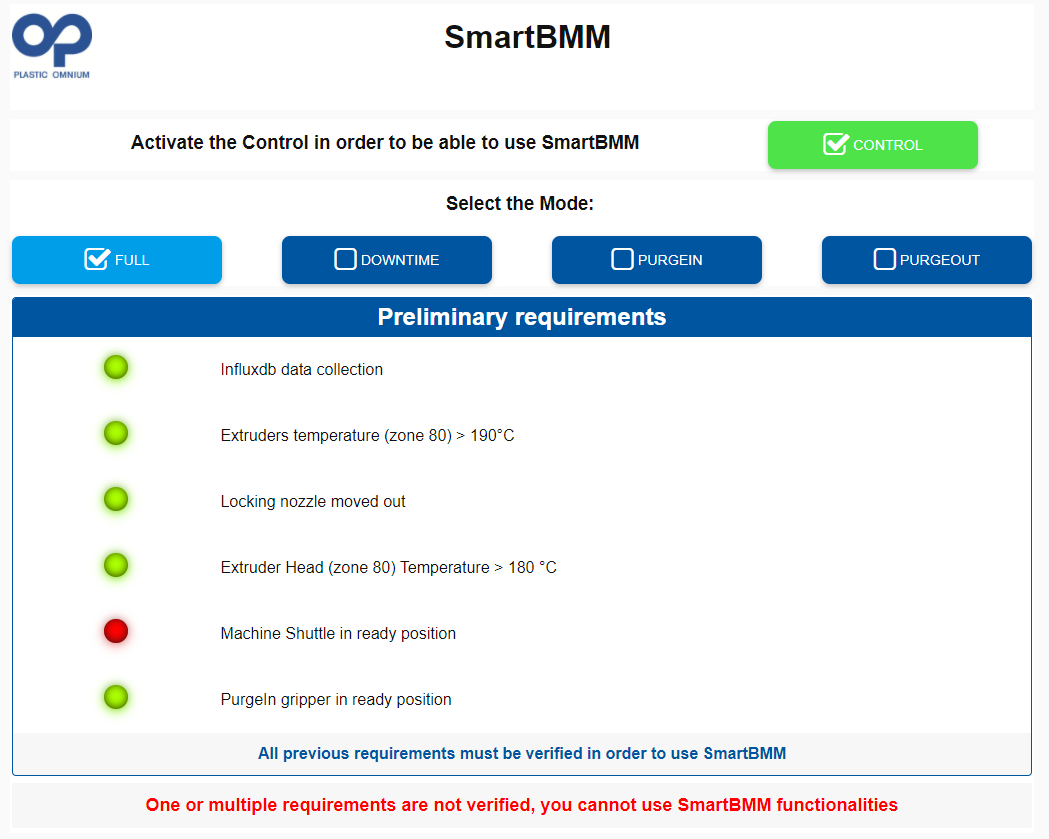 SmartBMM
PLASTIC OMNIUM
Activate the Control in order to be able to use SmartBMM
CONTROL
Select the Mode:
FULL
DOWNTIME
PURGEIN
PURGEOUT
Preliminary requirements
Influxdb data collection
Extruders temperature (zone 80) > 190°C
Locking nozzle moved out
Extruder Head (zone 80) Temperature > 180 °C
Machine Shuttle in ready position
PurgeIn gripper in ready position
All previous requirements must be verified in order to use SmartBMM
One or multiple requirements are not verified, you cannot use SmartBMM functionalities